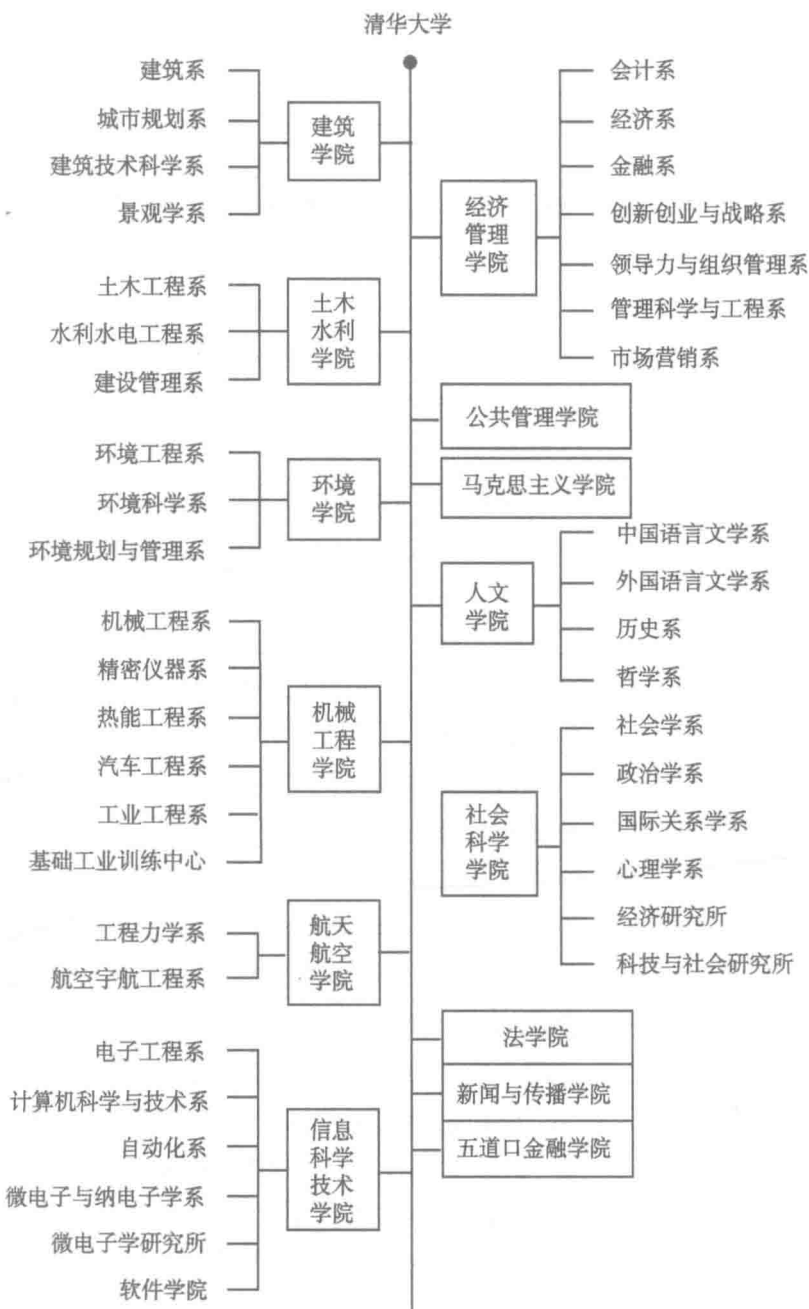 清华大学
建筑系
城市规划系
建筑技术科学系
景观学系
建筑
学院
土木工程系
水利水电工程系
建设管理系
土木
水利
学院
环境工程系
环境科学系
环境规划与管理系
环境
学院
机械工程系
精密仪器系
热能工程系
汽车工程系
工业工程系
基础工业训练中心
机械
工程
学院
工程力学系
航空宇航工程系
航天
航空
学院
电子工程系
计算机科学与技术系
自动化系
微电子与纳电子学系
微电子学研究所
软件学院
信息
科学
技术
学院
经济
管理
学院
会计系
经济系
金融系
创新创业与战略系
领导力与组织管理系
管理科学与工程系
市场营销系
公共管理学院
马克思主义学院
人文
学院
中国语言文学系
外国语言文学系
历史系
哲学系
社会
科学
学院
社会学系
政治学系
国际关系学系
心理学系
经济研究所
科技与社会研究所
法学院
新闻与传播学院
五道口金融学院